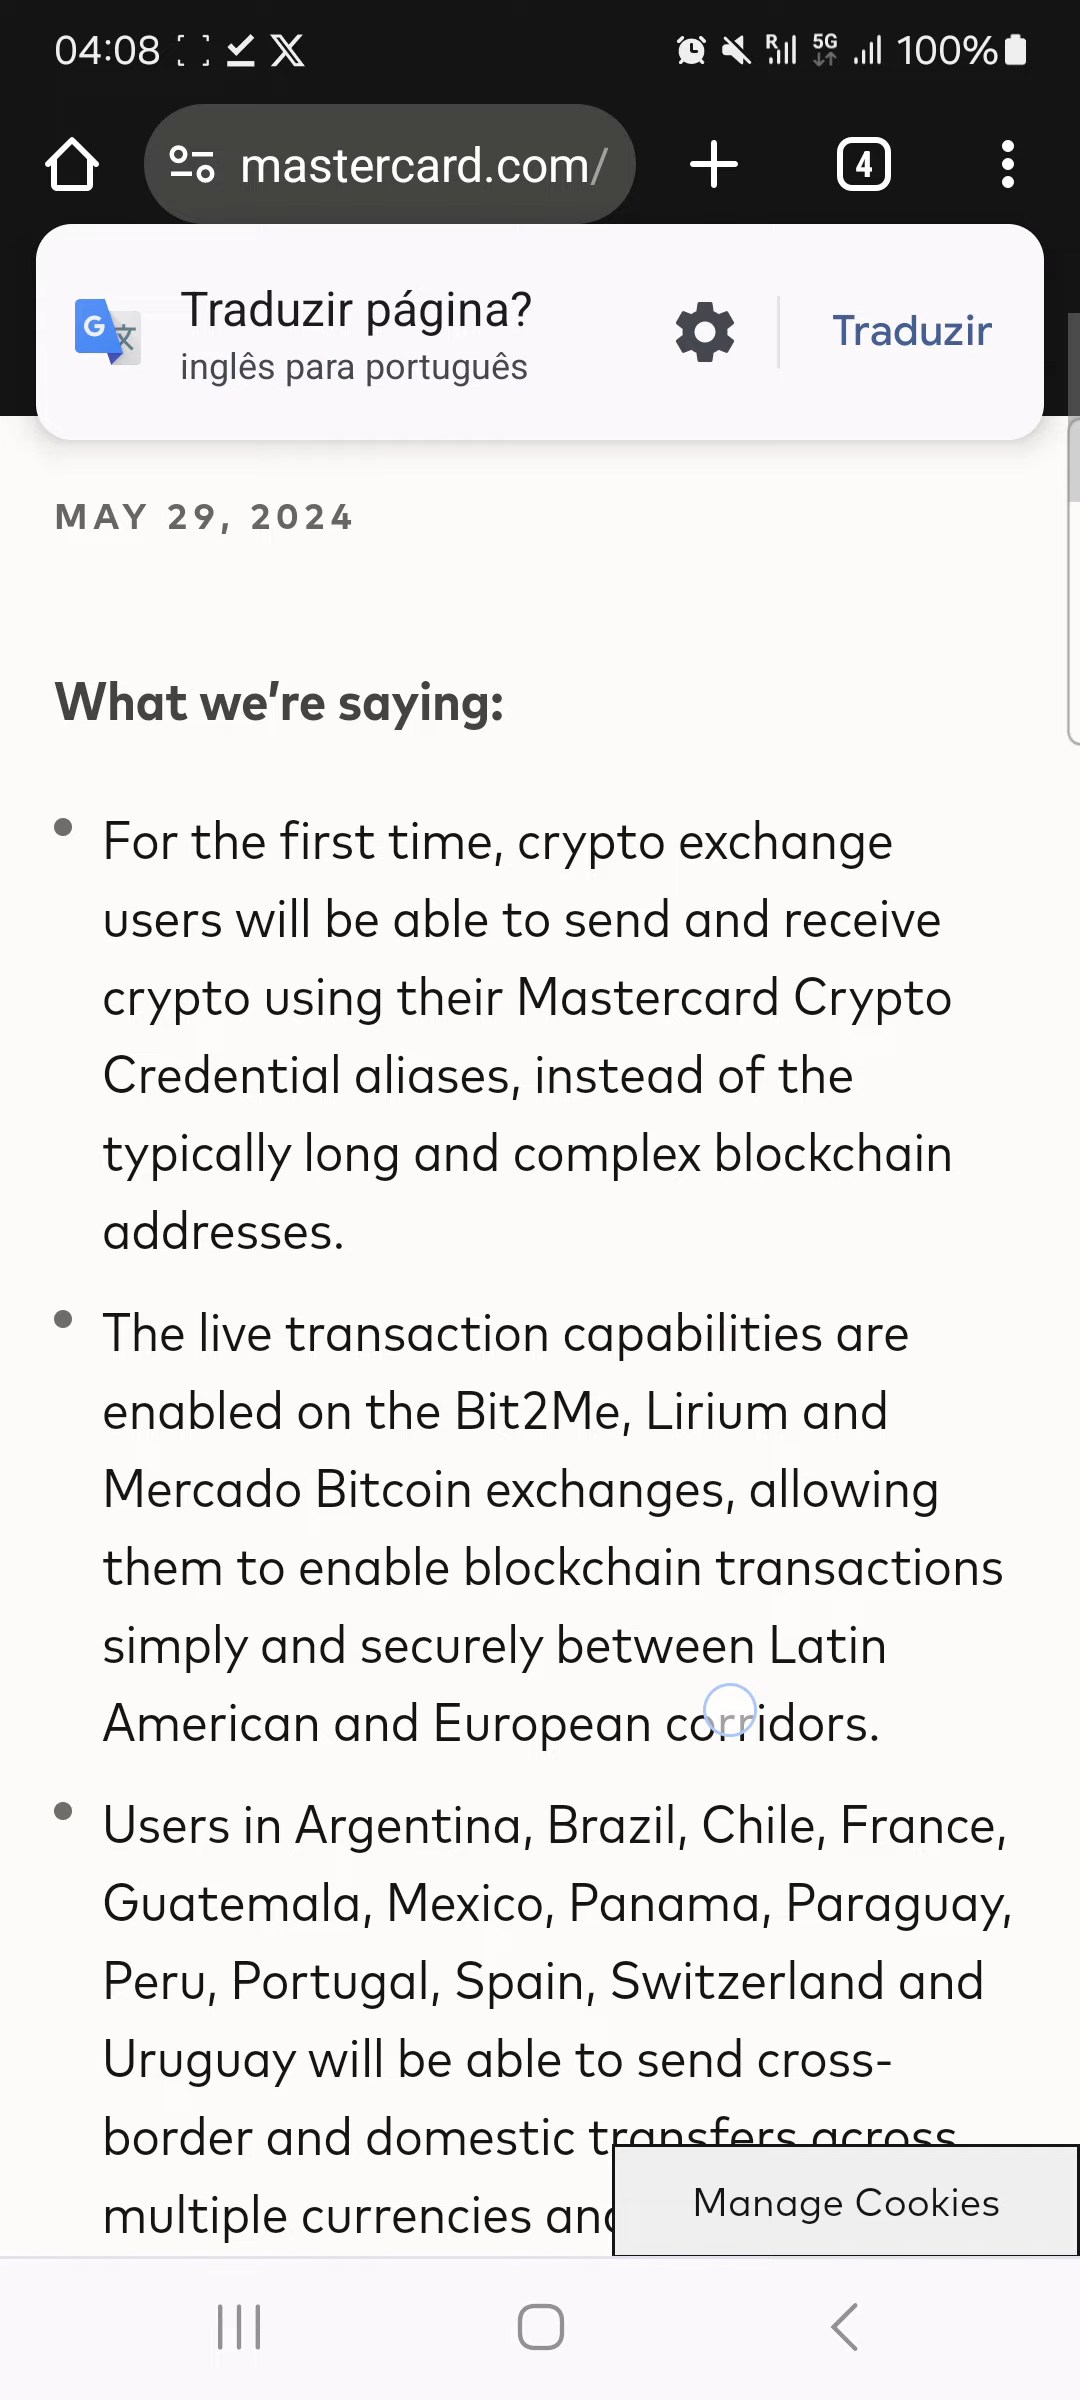 04:08
R
5G
100%
mastercard.com/
4
G
文
Traduzir página?
inglês para português
Traduzir
MAY 29, 2024
What we're saying:
For the first time, crypto exchange
users will be able to send and receive
crypto using their Mastercard Crypto
Credential aliases, instead of the
typically long and complex blockchain
addresses.
The live transaction capabilities are
enabled on the Bit2Me, Lirium and
Mercado Bitcoin exchanges, allowing
them to enable blockchain transactions
simply and securely between Latin
American and European corridors.
Users in Argentina, Brazil, Chile, France,
Guatemala, Mexico, Panama, Paraguay,
Peru, Portugal, Spain, Switzerland and
Uruguay will be able to send cross-
border and domestic transfers across
multiple currencies and
Manage Cookies